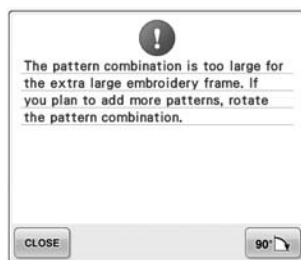 The pattern combination is too large for
the extra large embroidery frame. If
you plan to add more patterns, rotate
the pattern combination.
CLOSE
90°